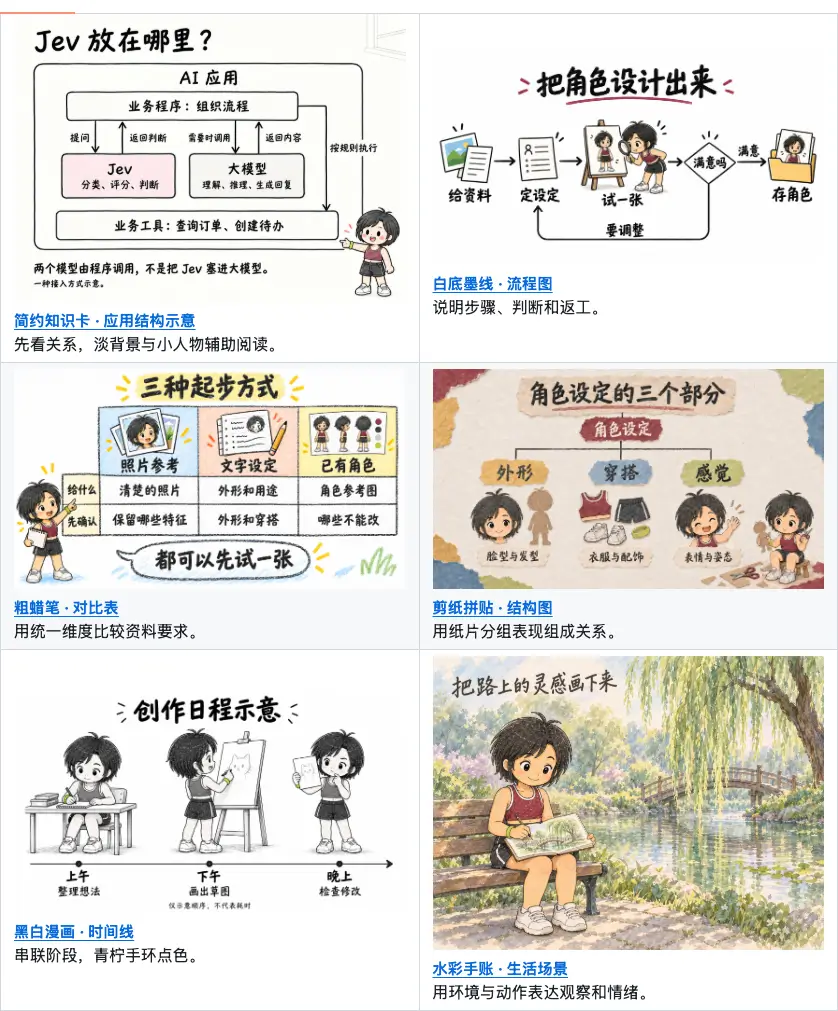 Jev 放在哪里？
AI 应用
业务程序：组织流程
提问
返回判断
需要时调用
返回内容
按规则执行
Jev
分类、评分、判断
大模型
理解、推理、生成回复
业务工具：查询订单、创建待办
两个模型由程序调用，不是把 Jev 塞进大模型。
一种接入方式示意。
简约知识卡 · 应用结构示意
先看关系，淡背景与小人物辅助阅读。
把角色设计出来
给资料
定设定
试一张
满意吗
满意
存角色
要调整
白底墨线 · 流程图
说明步骤、判断和返工。
三种起步方式
照片参考
文字设定
已有角色
给什么
清楚的照片
外形和用途
角色参考图
先确认
保留哪些特征
外形和穿搭
哪些不能改
都可以先试一张
粗蜡笔 · 对比表
用统一维度比较资料要求。
角色设定的三个部分
角色设定
外形
穿搭
感觉
脸型与发型
衣服与配饰
表情与姿态
剪纸拼贴 · 结构图
用纸片分组表现组成关系。
创作日程示意
上午
整理想法
下午
画出草图
晚上
检查修改
仅示意顺序，不代表耗时
黑白漫画 · 时间线
串联阶段，青柠手环点色。
把路上的灵感画下来
水彩手账 · 生活场景
用环境与动作表达观察和情绪。